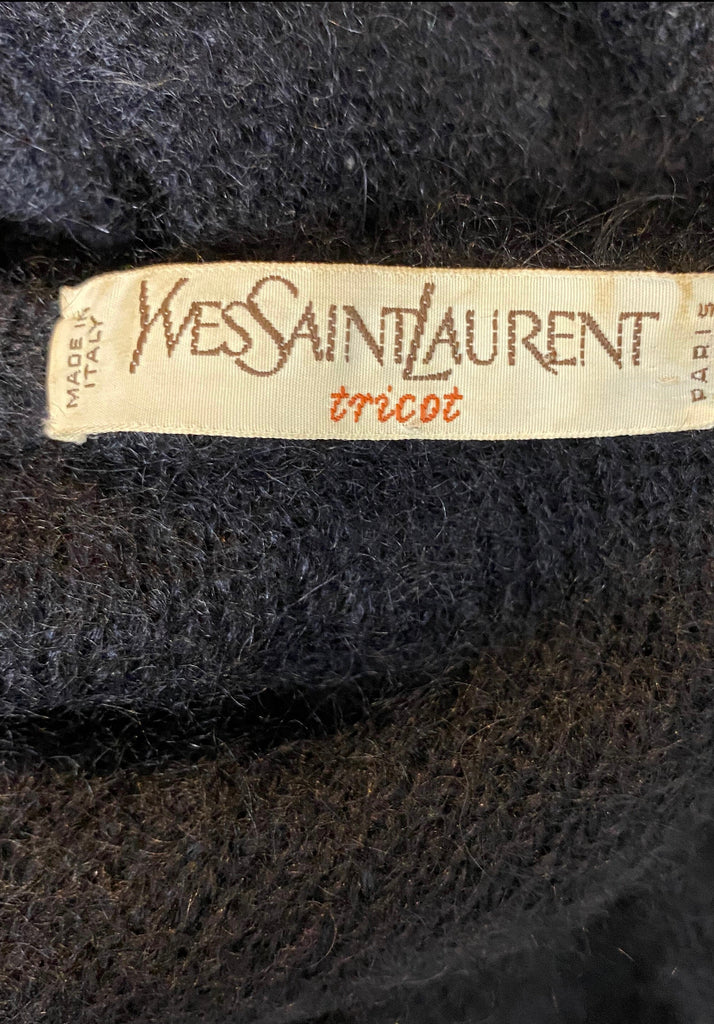 MADE IN
ITALY
YVESSAINTLAURENT
tricot
PARIS